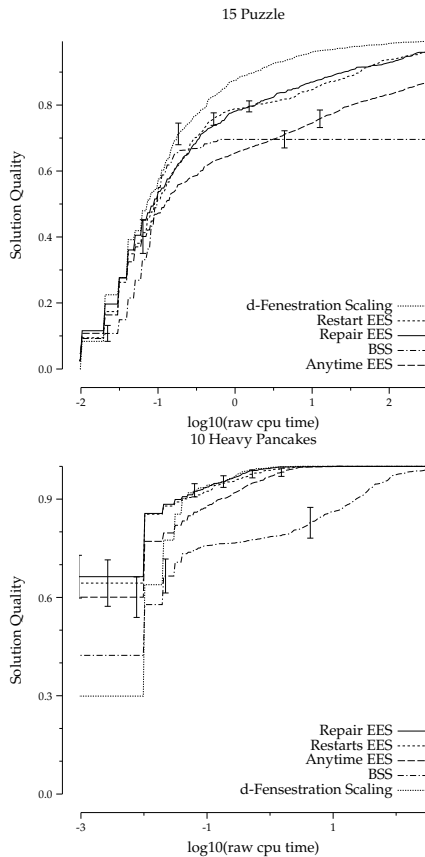 15 Puzzle
Solution Quality
0.8
0.6
0.4
0.2
0.0
d-Fenestration Scaling
Restart EES
Repair EES
BSS
Anytime EES
-2 -1 0 1 2
log10(raw cpu time)
10 Heavy Pancakes
Solution Quality
0.9
0.6
0.3
0.0
Repair EES
Restarts EES
Anytime EES
BSS
d-Fensestration Scaling
-3 -1 1
log10(raw cpu time)